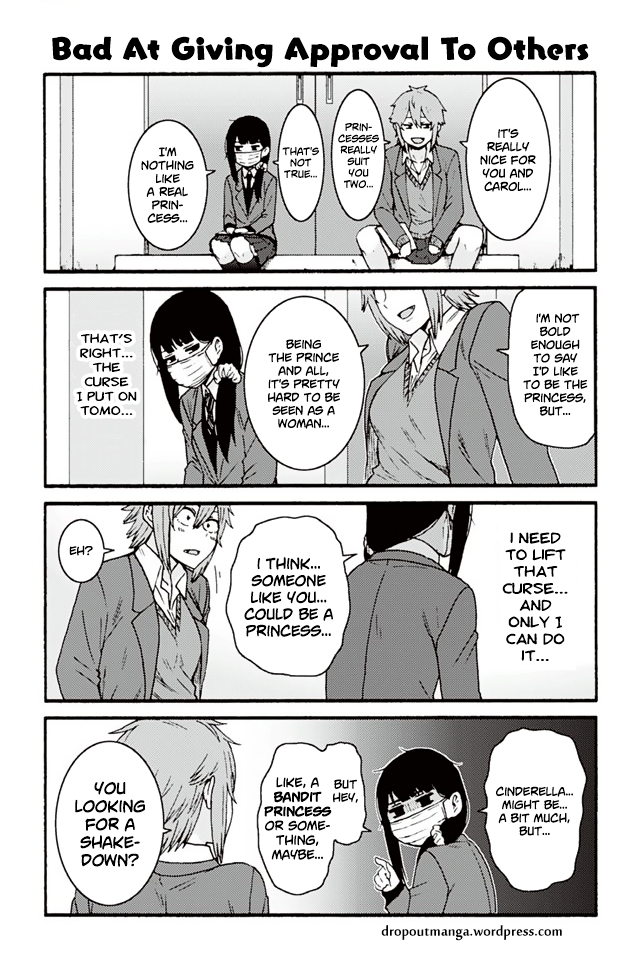 Bad At Giving Approval To Others
IT'S
REALLY
NICE FOR
YOU AND
CAROL...
PRIN-
CESSES
REALLY
SUIT
YOU
TWO...
THAT'S
NOT
TRUE...
I'M
NOTHING
LIKE
A REAL
PRIN-
CESS...
I'M NOT
BOLD
ENOUGH
TO SAY
I'D LIKE
TO BE THE
PRINCESS,
BUT...
BEING
THE PRINCE
AND ALL,
IT'S PRETTY
HARD TO BE
SEEN AS A
WOMAN...
THAT'S
RIGHT...
THE
CURSE
I PUT ON
TOMO...
I NEED
TO LIFT
THAT
CURSE...
AND
ONLY I
CAN DO
IT...
I THINK...
SOMEONE
LIKE YOU...
COULD BE A
PRINCESS...
EH?
CINDERELLA...
MIGHT BE...
A BIT MUCH,
BUT...
BUT
HEY,
LIKE, A
BANDIT
PRINCESS
OR SOME-
THING,
MAYBE...
YOU
LOOKING
FOR A
SHAKE-
DOWN?
dropoutmanga.wordpress.com